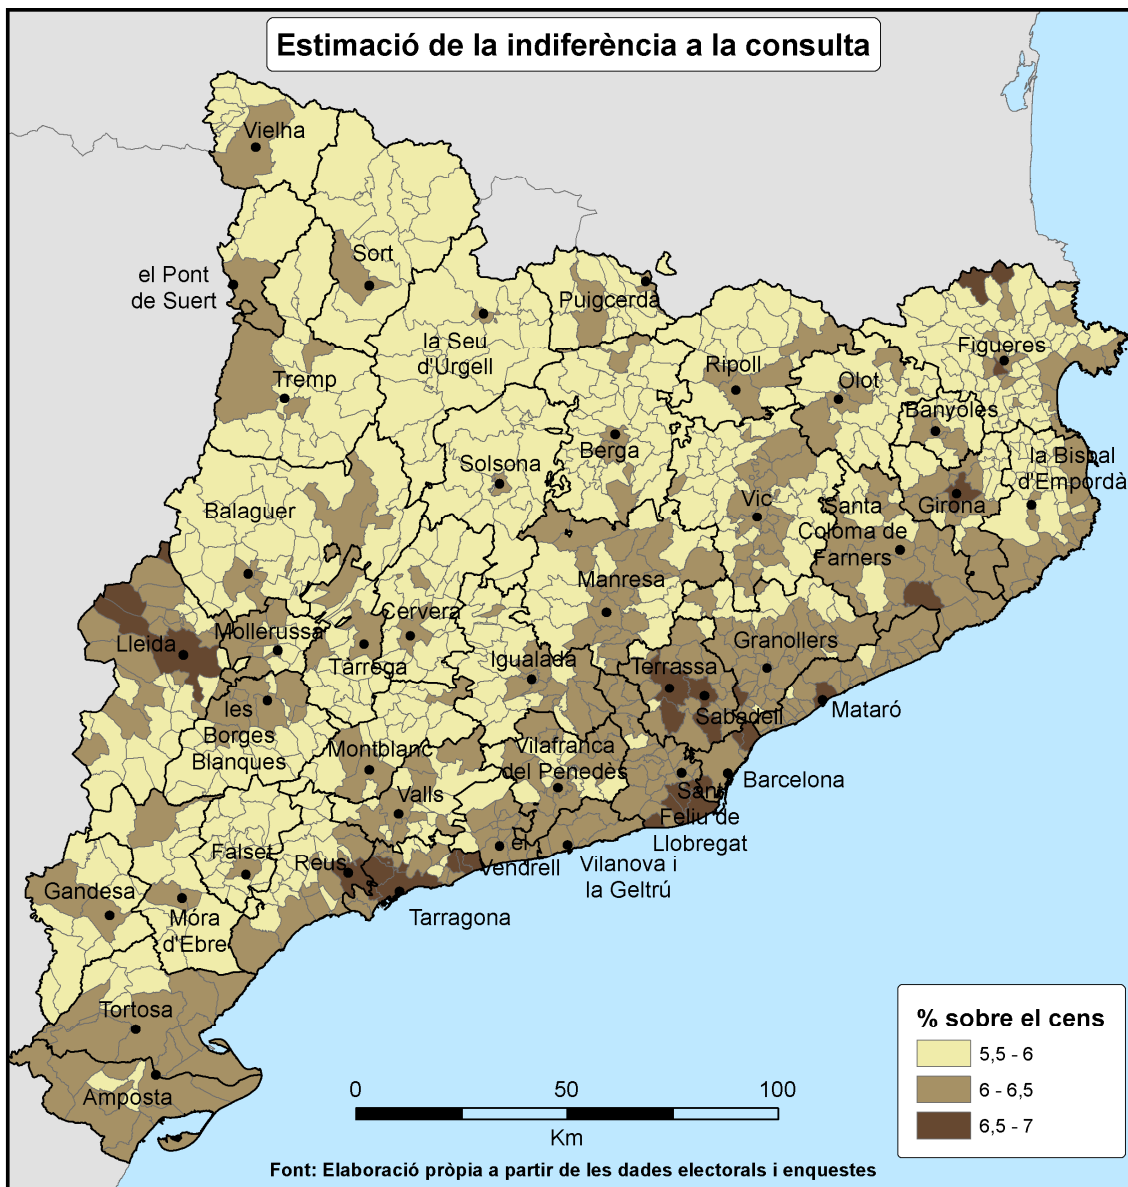 Estimació de la indiferència a la consulta
Vielha
Sort
el Pont
de Suert
Puigcerdà
la Seu
d'Urgell
Figueres
Ripoll
Olot
Tremp
Banyoles
Berga
la Bisbal
d'Empordà
Solsona
Vic
Girona
Balaguer
Santa
Coloma de
Farners
Manresa
Cervera
Mollerussa
Lleida
Granollers
Tàrrega
Igualada
Terrassa
les
Borges
Blanques
Sabadell
Mataró
Montblanc
Vilafranca
del Penedès
Barcelona
Valls
Sant
Feliu de
Llobregat
el
Vendrell
Falset
Reus
Vilanova i
la Geltrú
Gandesa
Tarragona
Móra
d'Ebre
Tortosa
Amposta
% sobre el cens
5,5 - 6
6 - 6,5
6,5 - 7
0 50 100
Km
Font: Elaboració pròpia a partir de les dades electorals i enquestes